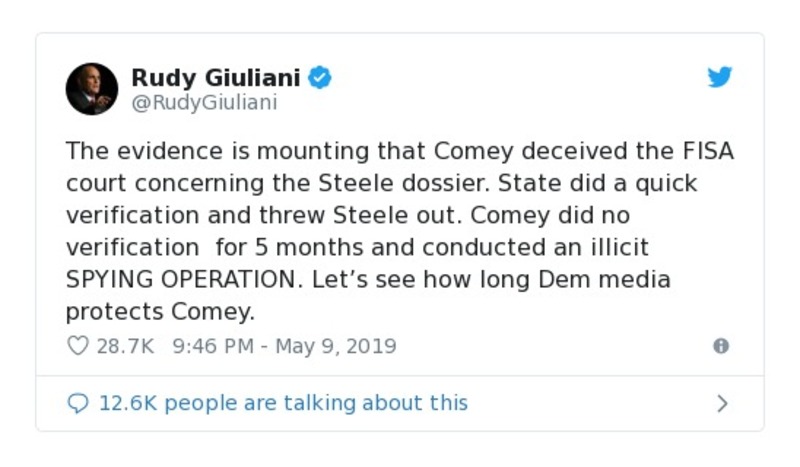 Rudy Giuliani
@RudyGiuliani
The evidence is mounting that Comey deceived the FISA
court concerning the Steele dossier. State did a quick
verification and threw Steele out. Comey did no
verification  for 5 months and conducted an illicit
SPYING OPERATION. Let’s see how long Dem media
protects Comey.
28.7K 9:46 PM - May 9, 2019
12.6K people are talking about this